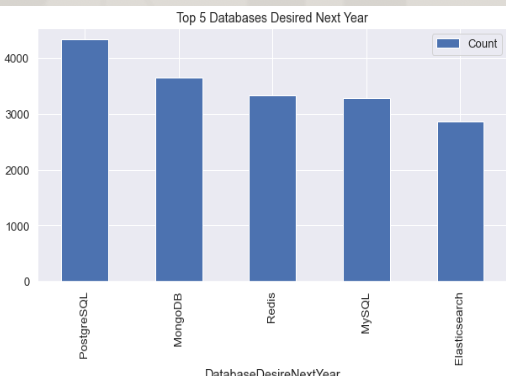 Top 5 Databases Desired Next Year
Count
4000
3000
2000
1000
0
PostgreSQL
MongoDB
Redis
MySQL
Elasticsearch
DatabaseDesireNextYear